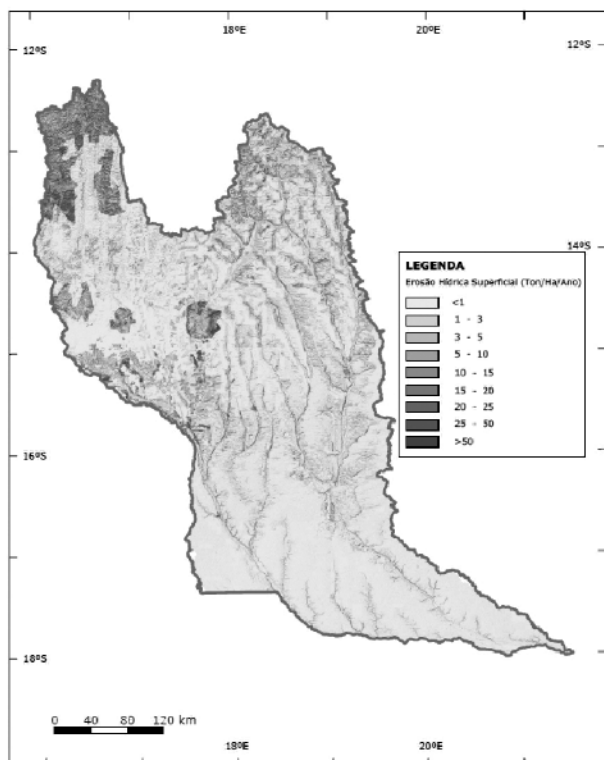 18ºE 20ºE
12ºS 12ºS
14ºS
LEGENDA
Erosão Hídrica Superficial (Ton/Ha/Ano)
<1
1 - 3
3 - 5
5 - 10
10 - 15
15 - 20
20 - 25
25 - 50
>50
16ºS
18ºS
0 40 80 120 km
18ºE 20ºE